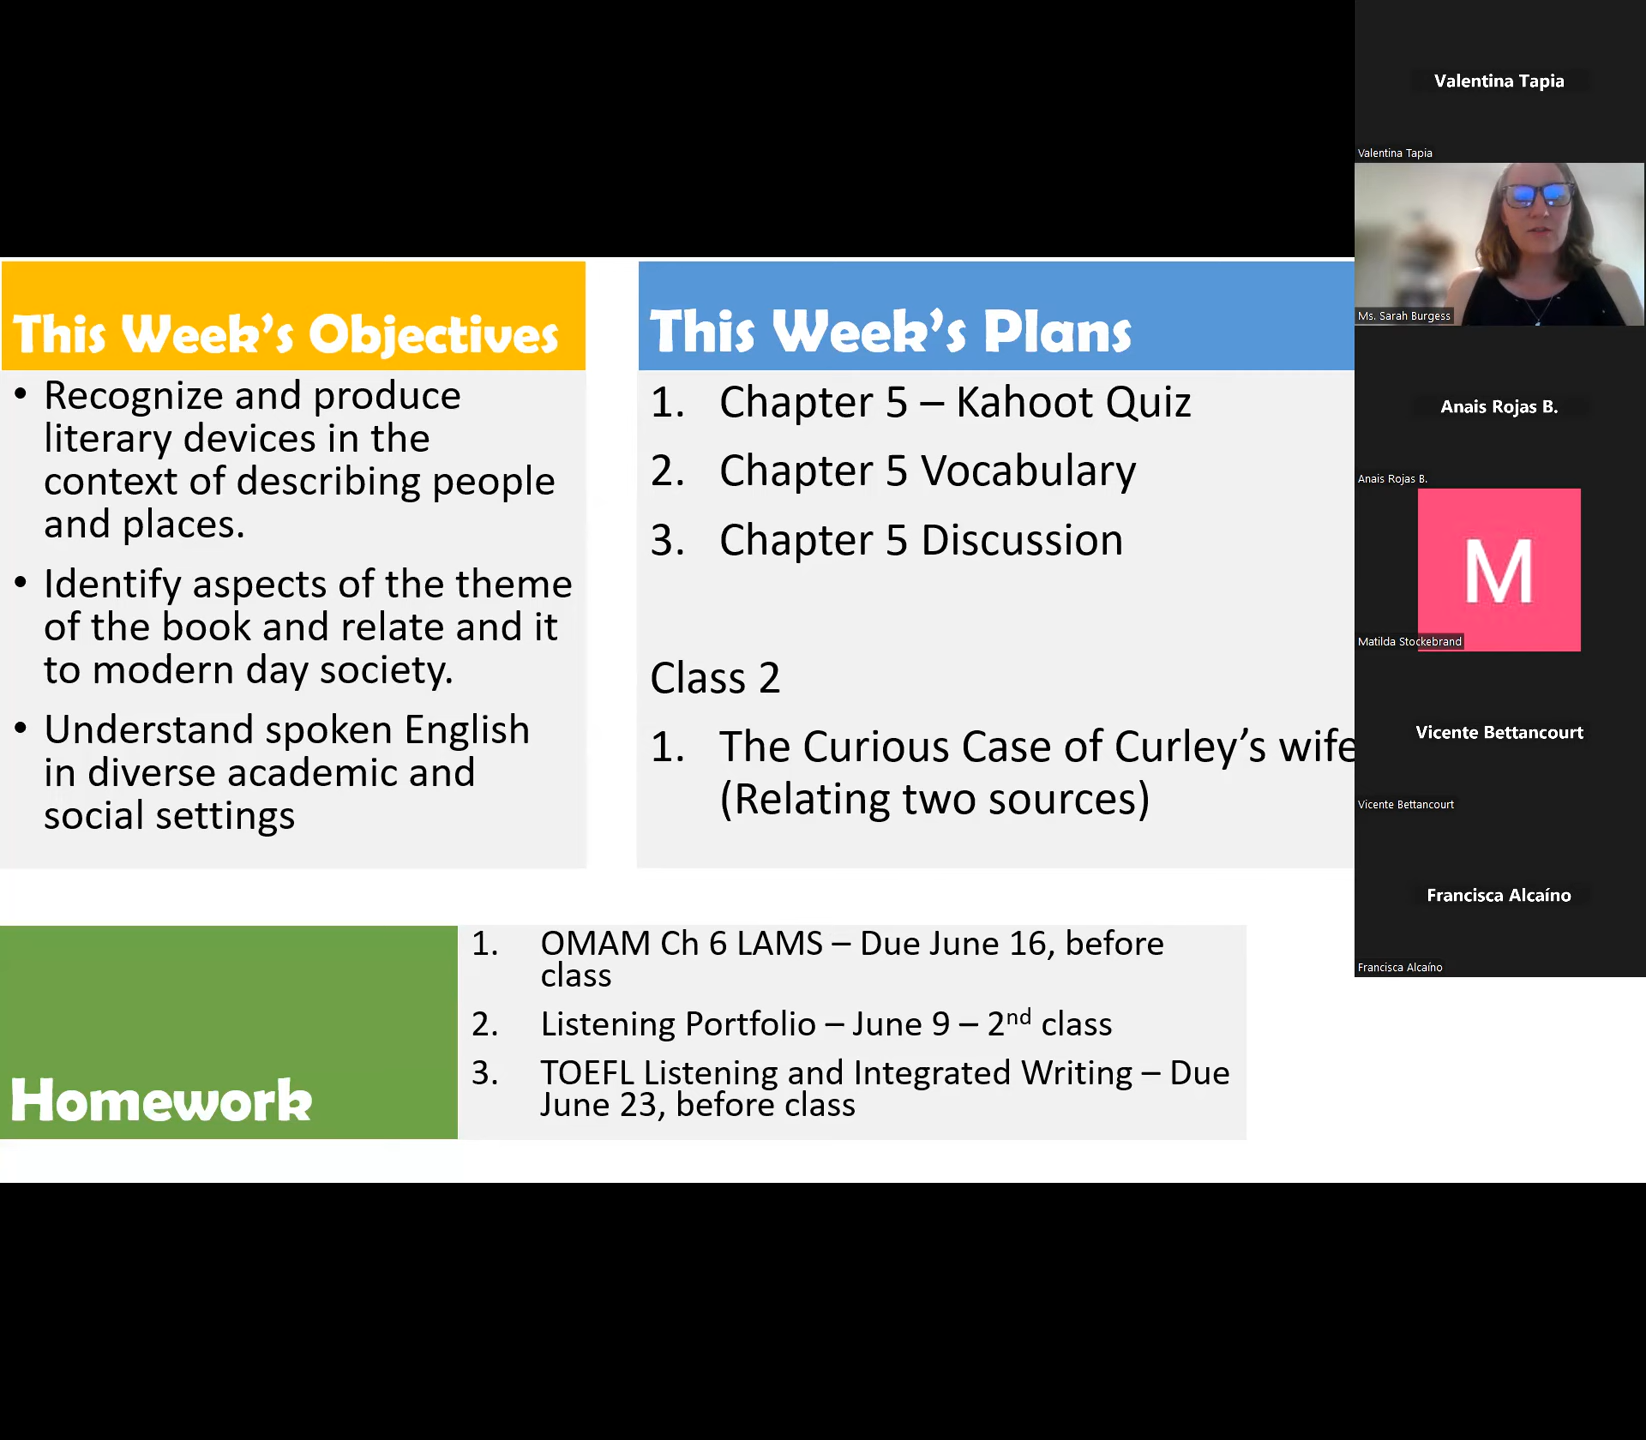 This Week's Objectives
• Recognize and produce
literary devices in the
context of describing people
and places.
• Identify aspects of the theme
of the book and relate and it
to modern day society.
• Understand spoken English
in diverse academic and
social settings
This Week's Plans
1. Chapter 5 – Kahoot Quiz
2. Chapter 5 Vocabulary
3. Chapter 5 Discussion
Class 2
1. The Curious Case of Curley's wife
(Relating two sources)
Homework
1. OMAM Ch 6 LAMS – Due June 16, before
class
2. Listening Portfolio – June 9 – 2nd class
3. TOEFL Listening and Integrated Writing – Due
June 23, before class
Valentina Tapia
Valentina Tapia
Ms. Sarah Burgess
Anais Rojas B.
Anais Rojas B.
M
Matilda Stockebrand
Vicente Bettancourt
Vicente Bettancourt
Francisca Alcaíno
Francisca Alcaíno